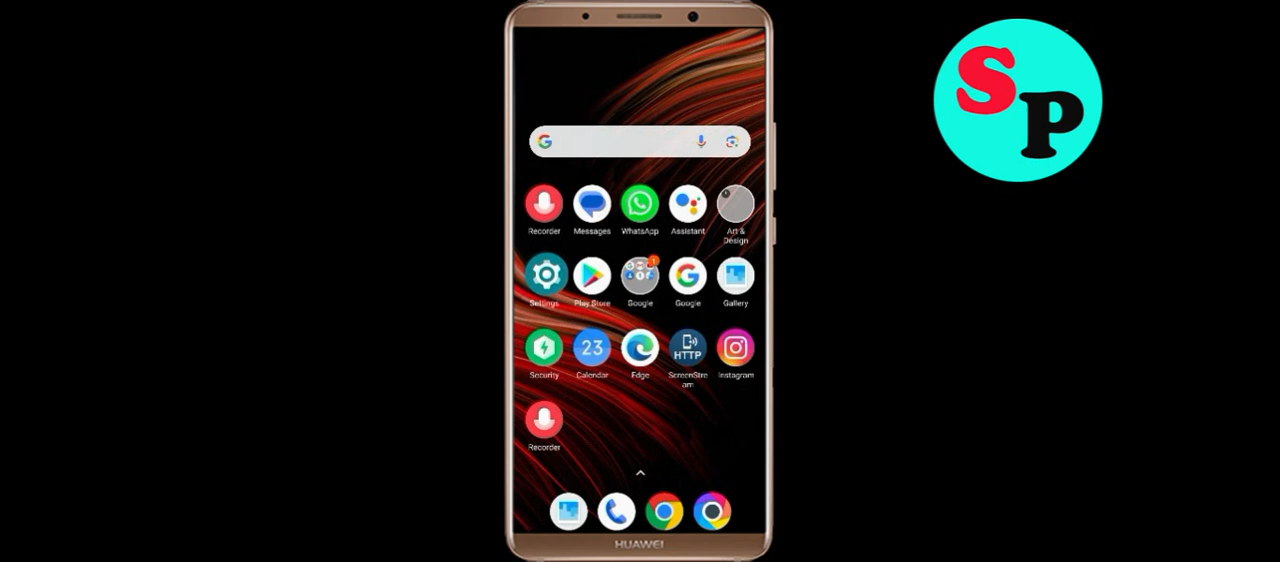 SP
Recorder
Messages
WhatsApp
Assistant
Art &
Design
Settings
Play Store
Google
Google
Gallery
1
Security
23
Calendar
Edge
HTTP
ScreenStre
am
Instagram
Recorder
HUAWEI